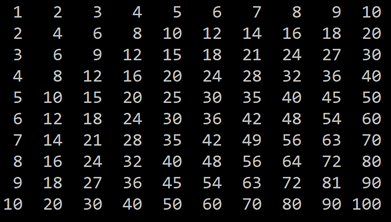 1 2 3 4 5 6 7 8 9 10
2 4 6 8 10 12 14 16 18 20
3 6 9 12 15 18 21 24 27 30
4 8 12 16 20 24 28 32 36 40
5 10 15 20 25 30 35 40 45 50
6 12 18 24 30 36 42 48 54 60
7 14 21 28 35 42 49 56 63 70
8 16 24 32 40 48 56 64 72 80
9 18 27 36 45 54 63 72 81 90
10 20 30 40 50 60 70 80 90 100